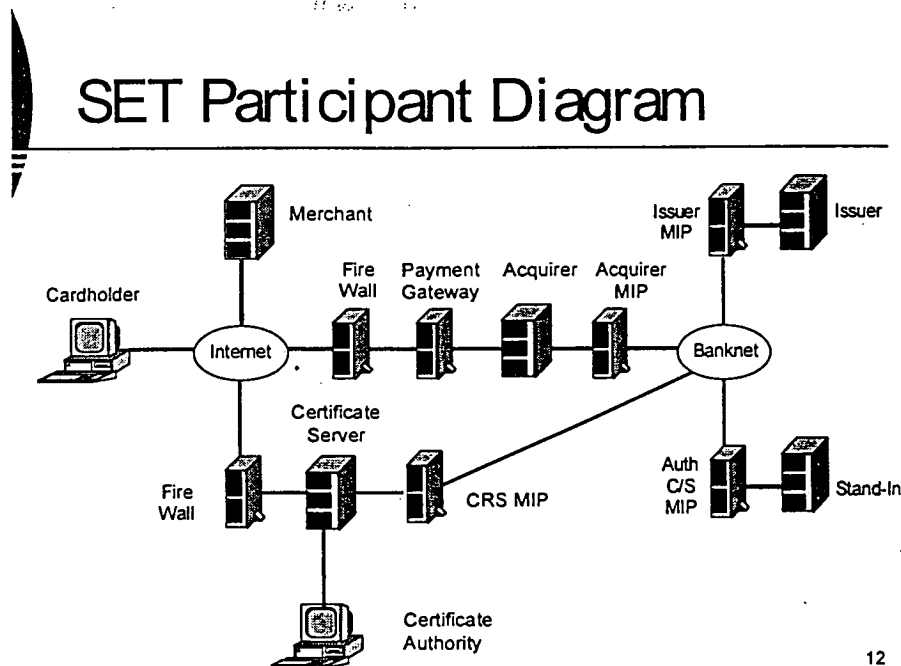 SET Participant Diagram
Merchant
Issuer
MIP
Issuer
Cardholder
Fire
Wall
Payment
Gateway
Acquirer
Acquirer
MIP
Internet
Banknet
Certificate
Server
Fire
Wall
CRS MIP
Auth
C/S
MIP
Stand-In
Certificate
Authority
12